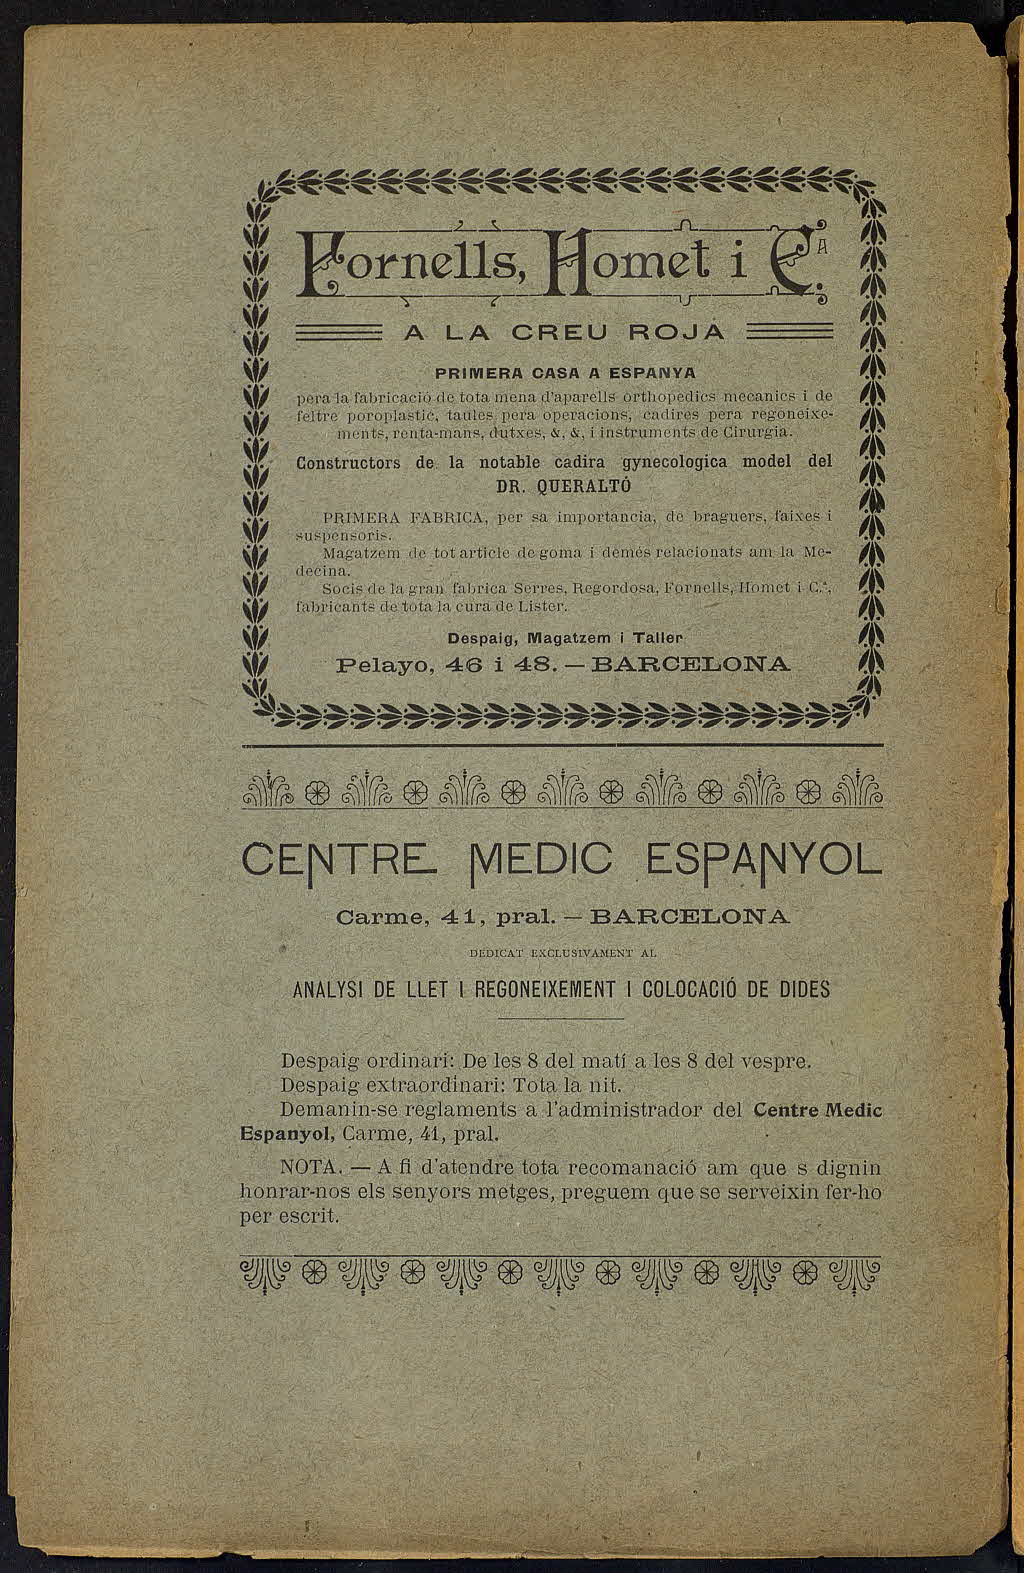 Fornells, Homet i C.ª
A LA CREU ROJA
PRIMERA CASA A ESPANYA
pera la fabricació de tota mena d'aparells orthopedics mecanics i de
feltre poroplastic, taules pera operacions, cadires pera regoneixe-
ments, renta-mans, dutxes, &, &, i instruments de Cirurgia.
Constructors de la notable cadira gynecologica model del
DR. QUERALTÓ
PRIMERA FABRICA, per sa importancia, de braguers, faixes i
suspensoris.
Magatzem de tot article de goma i demés relacionats am la Me-
decina.
Socis de la gran fabrica Serres, Regordosa, Fornells, Homet i C.ª,
fabricants de tota la cura de Lister.
Despaig, Magatzem i Taller
Pelayo, 46 i 48. — BARCELONA
CENTRE MEDIC ESPANYOL
Carme, 41, pral. — BARCELONA
DEDICAT EXCLUSIVAMENT AL
ANALYSI DE LLET I REGONEIXEMENT I COLOCACIÓ DE DIDES
Despaig ordinari: De les 8 del matí a les 8 del vespre.
Despaig extraordinari: Tota la nit.
Demanin-se reglaments a l'administrador del Centre Medic
Espanyol, Carme, 41, pral.
NOTA. — A fi d'atendre tota recomanació am que s dignin
honrar-nos els senyors metges, preguem que se serveixin fer-ho
per escrit.